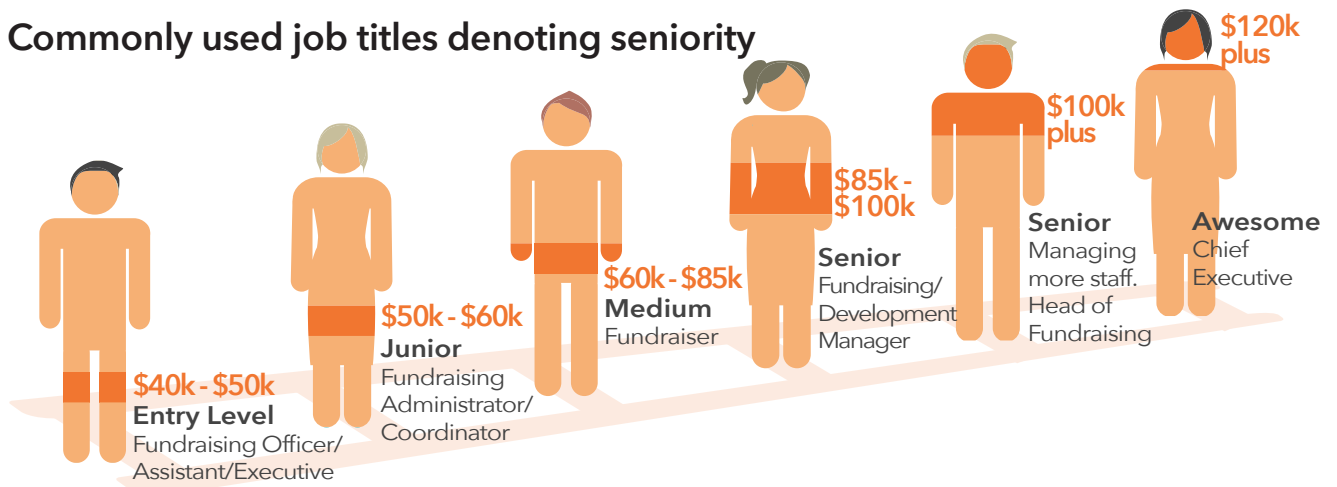 Commonly used job titles denoting seniority
$40k - $50k
Entry Level
Fundraising Officer/
Assistant/Executive
$50k - $60k
Junior
Fundraising
Administrator/
Coordinator
$60k - $85k
Medium
Fundraiser
$85k -
$100k
Senior
Fundraising/
Development
Manager
$100k
plus
Senior
Managing
more staff.
Head of
Fundraising
$120k
plus
Awesome
Chief
Executive